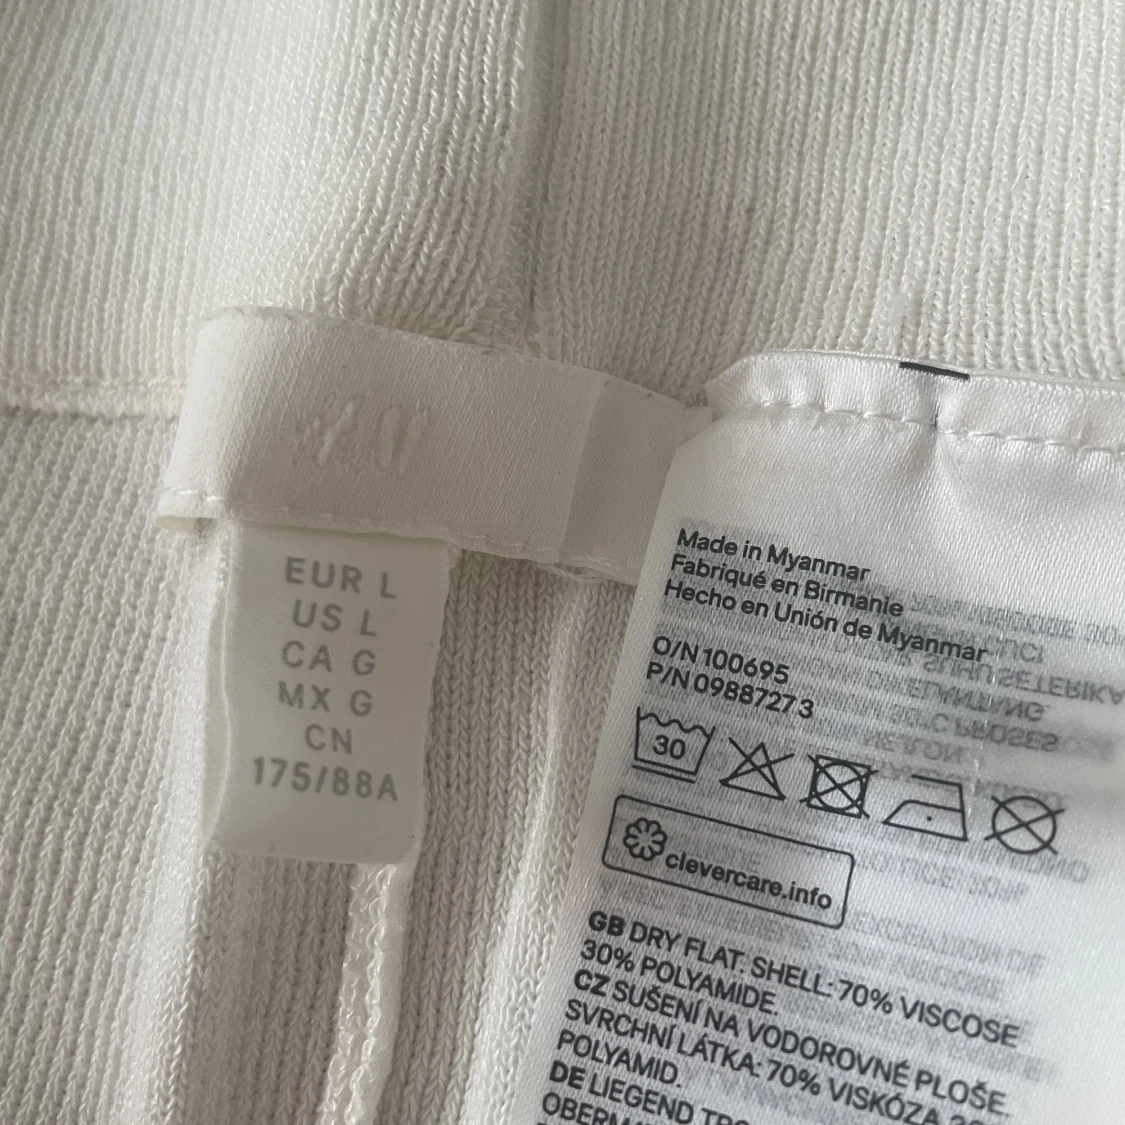 H&M
EUR L
US L
CA G
MX G
CN
175/88A
Made in Myanmar
Fabriqué en Birmanie
Hecho en Unión de Myanmar
O/N 100695
P/N 0988727 3
30
clevercare.info
GB DRY FLAT. SHELL: 70% VISCOSE
30% POLYAMIDE.
CZ SUŠENÍ NA VODOROVNÉ PLOŠE.
SVRCHNÍ LÁTKA: 70% VISKÓZA
POLYAMID.
DE LIEGEND